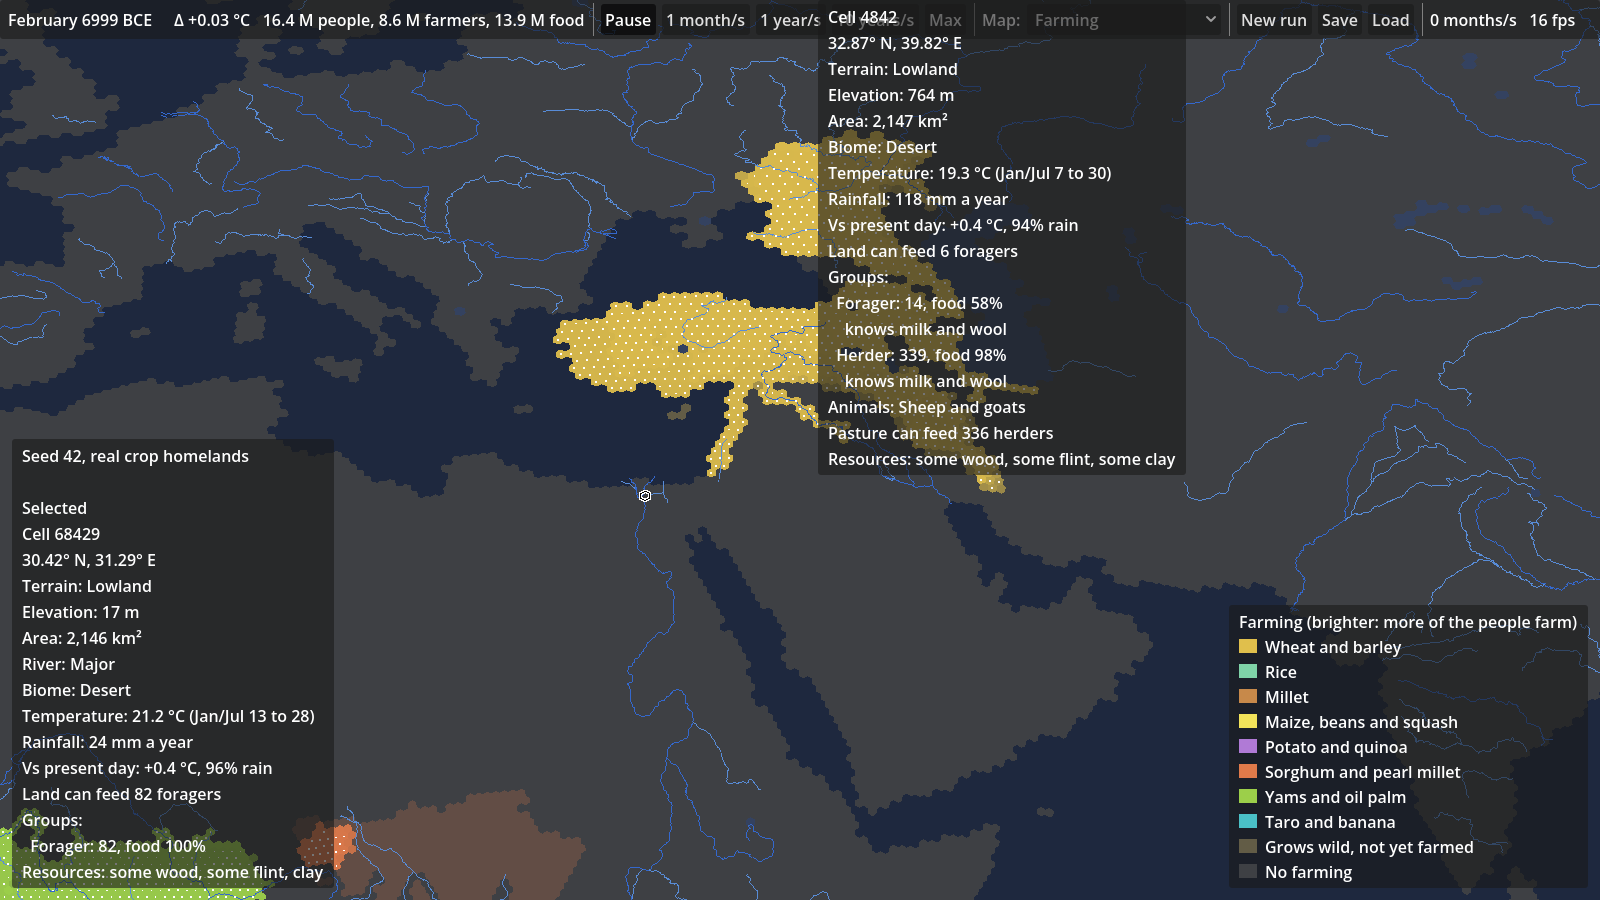 February 6999 BCE
Δ +0.03 °C
16.4 M people, 8.6 M farmers, 13.9 M food
Pause
1 month/s
1 year/s
Max
Map:
Farming
New run
Save
Load
0 months/s
16 fps
Cell 4842
32.87° N, 39.82° E
Terrain: Lowland
Elevation: 764 m
Area: 2,147 km²
Biome: Desert
Temperature: 19.3 °C (Jan/Jul 7 to 30)
Rainfall: 118 mm a year
Vs present day: +0.4 °C, 94% rain
Land can feed 6 foragers
Groups:
Forager: 14, food 58%
knows milk and wool
Herder: 339, food 98%
knows milk and wool
Animals: Sheep and goats
Pasture can feed 336 herders
Resources: some wood, some flint, some clay
Seed 42, real crop homelands
Selected
Cell 68429
30.42° N, 31.29° E
Terrain: Lowland
Elevation: 17 m
Area: 2,146 km²
River: Major
Biome: Desert
Temperature: 21.2 °C (Jan/Jul 13 to 28)
Rainfall: 24 mm a year
Vs present day: +0.4 °C, 96% rain
Land can feed 82 foragers
Groups:
Forager: 82, food 100%
Resources: some wood, some flint, clay
Farming (brighter: more of the people farm)
Wheat and barley
Rice
Millet
Maize, beans and squash
Potato and quinoa
Sorghum and pearl millet
Yams and oil palm
Taro and banana
Grows wild, not yet farmed
No farming